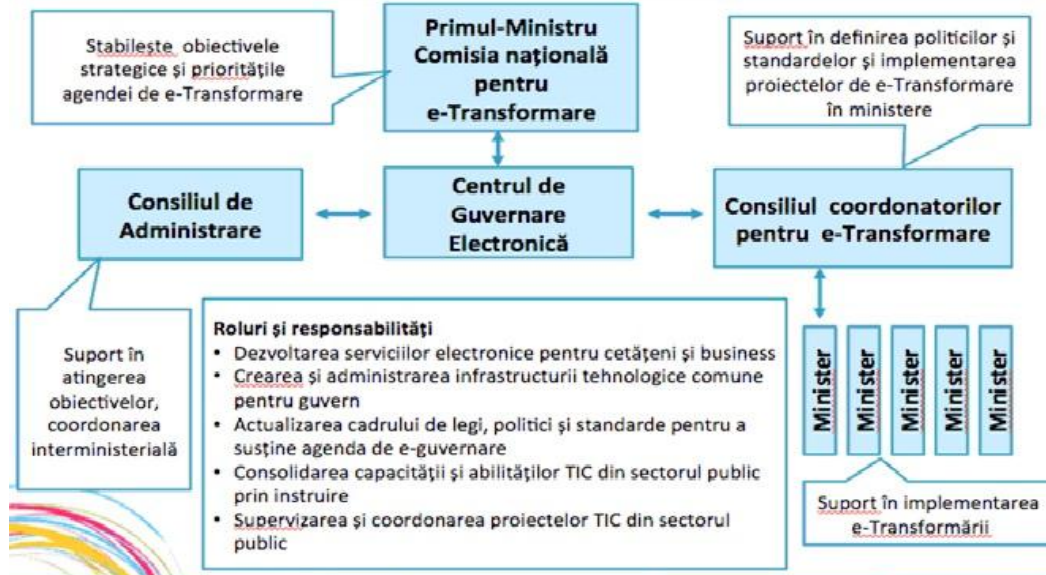 Stabilește obiectivele
strategice și prioritățile
agendei de e-Transformare
Primul-Ministru
Comisia națională
pentru
e-Transformare
Suport în definirea politicilor și
standardelor și implementarea
proiectelor de e-Transformare
în ministere
Consiliul de
Administrare
Centrul de
Guvernare
Electronică
Consiliul coordonatorilor
pentru e-Transformare
Suport în
atingerea
obiectivelor,
coordonarea
interministerială
Roluri și responsabilități
• Dezvoltarea serviciilor electronice pentru cetățeni și business
• Crearea și administrarea infrastructurii tehnologice comune
pentru guvern
• Actualizarea cadrului de legi, politici și standarde pentru a
susține agenda de e-guvernare
• Consolidarea capacității și abilităților TIC din sectorul public
prin instruire
• Supervizarea și coordonarea proiectelor TIC din sectorul
public
Minister
Minister
Minister
Minister
Minister
Suport în implementarea
e-Transformării